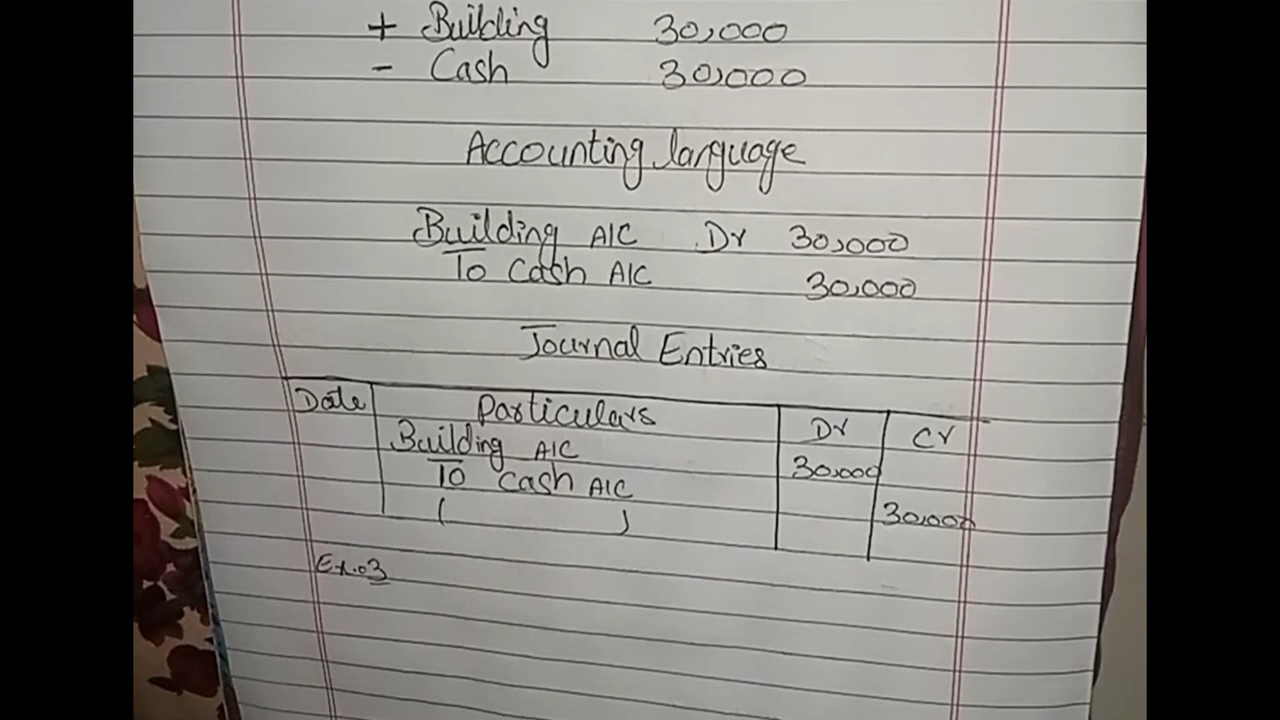 + Building 30,000
- Cash 30,000
Accounting language
Building A/C Dr 30,000
To Cash A/C 30,000
Journal Entries
Date Particulars Dr Cr
Building A/C 30,000
To Cash A/C 30,000
( )
Ex.03